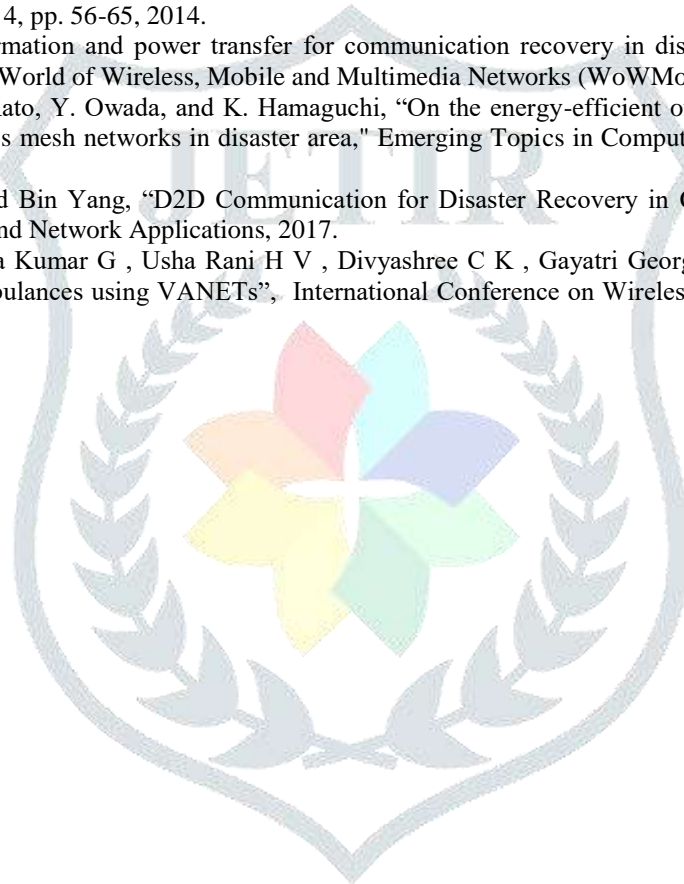 4, pp. 56-65, 2014.
rmation and power transfer for communication recovery in dis
World of Wireless, Mobile and Multimedia Networks (WoWMo
ato, Y. Owada, and K. Hamaguchi, “On the energy-efficient o
s mesh networks in disaster area," Emerging Topics in Comput
JETIR
d Bin Yang, “D2D Communication for Disaster Recovery in
nd Network Applications, 2017.
a Kumar G , Usha Rani H V , Divyashree C K , Gayatri Georg
bulances using VANETs”, International Conference on Wireles